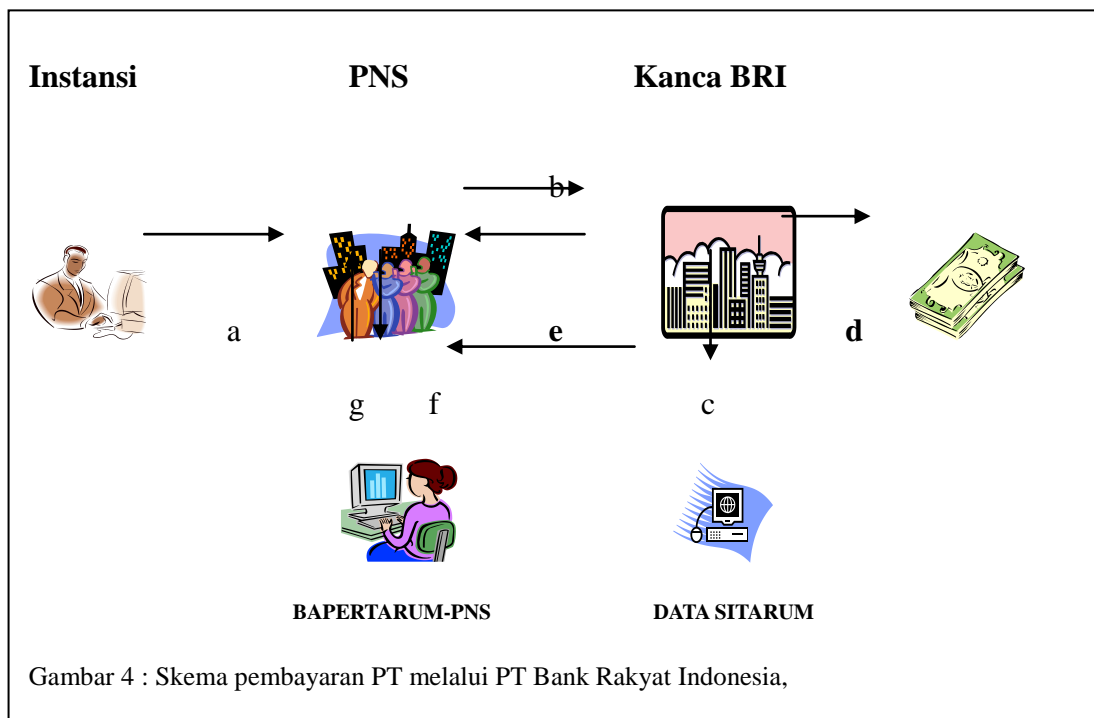 Instansi PNS Kanca BRI
b
a e d
g f c
BAPERTARUM-PNS DATA SITARUM
Gambar 4 : Skema pembayaran PT melalui PT Bank Rakyat Indonesia,